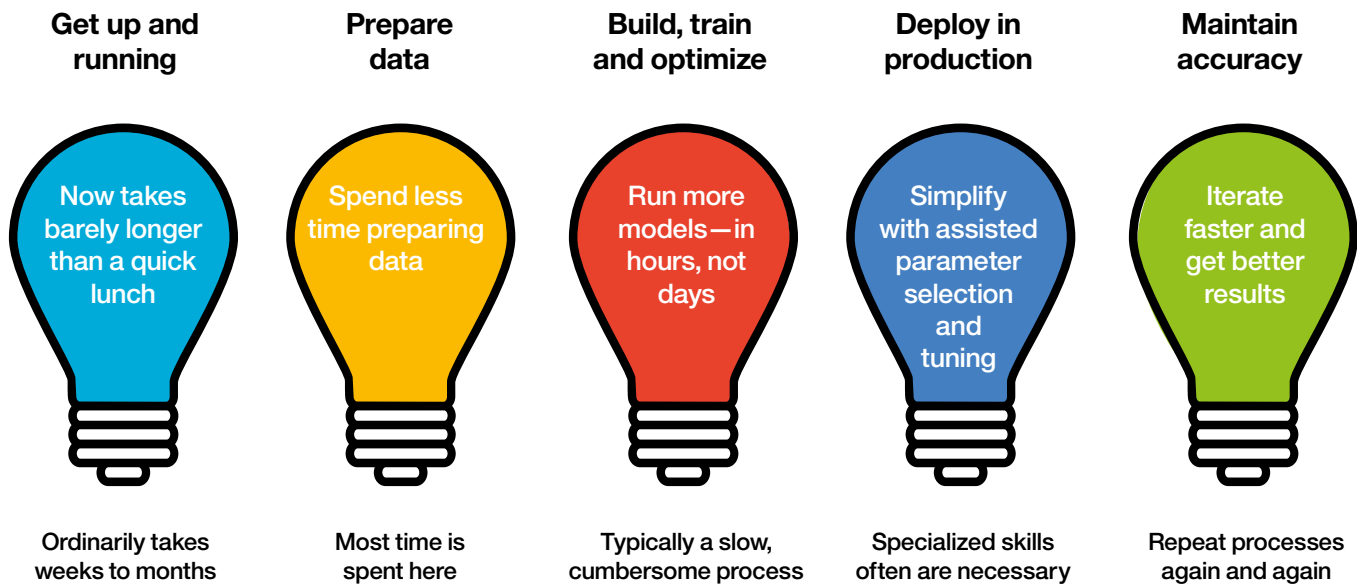 Get up and
running
Prepare
data
Build, train
and optimize
Deploy in
production
Maintain
accuracy
Now takes
barely longer
than a quick
lunch
Spend less
time preparing
data
Run more
models—in
hours, not
days
Simplify
with assisted
parameter
selection
and
tuning
Iterate
faster and
get better
results
Ordinarily takes
weeks to months
Most time is
spent here
Typically a slow,
cumbersome process
Specialized skills
often are necessary
Repeat processes
again and again